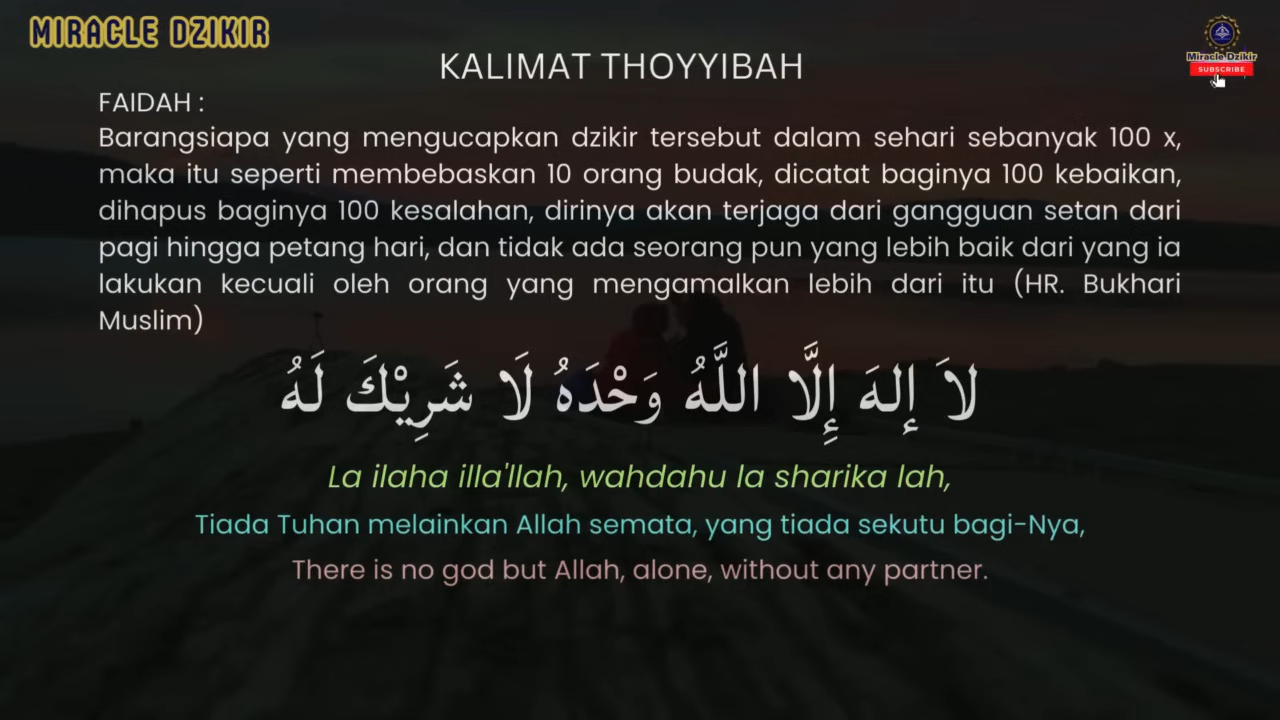 MIRACLE DZIKIR
Miracle Dzikir
SUBSCRIBE
KALIMAT THOYYIBAH
FAIDAH :
Barangsiapa yang mengucapkan dzikir tersebut dalam sehari sebanyak 100 x,
maka itu seperti membebaskan 10 orang budak, dicatat baginya 100 kebaikan,
dihapus baginya 100 kesalahan, dirinya akan terjaga dari gangguan setan dari
pagi hingga petang hari, dan tidak ada seorang pun yang lebih baik dari yang ia
lakukan kecuali oleh orang yang mengamalkan lebih dari itu (HR. Bukhari
Muslim)
لاَ إِلهَ إِلَّا اللَّهُ وَحْدَهُ لَا شَرِيْكَ لَهُ
La ilaha illa'llah, wahdahu la sharika lah,
Tiada Tuhan melainkan Allah semata, yang tiada sekutu bagi-Nya,
There is no god but Allah, alone, without any partner.